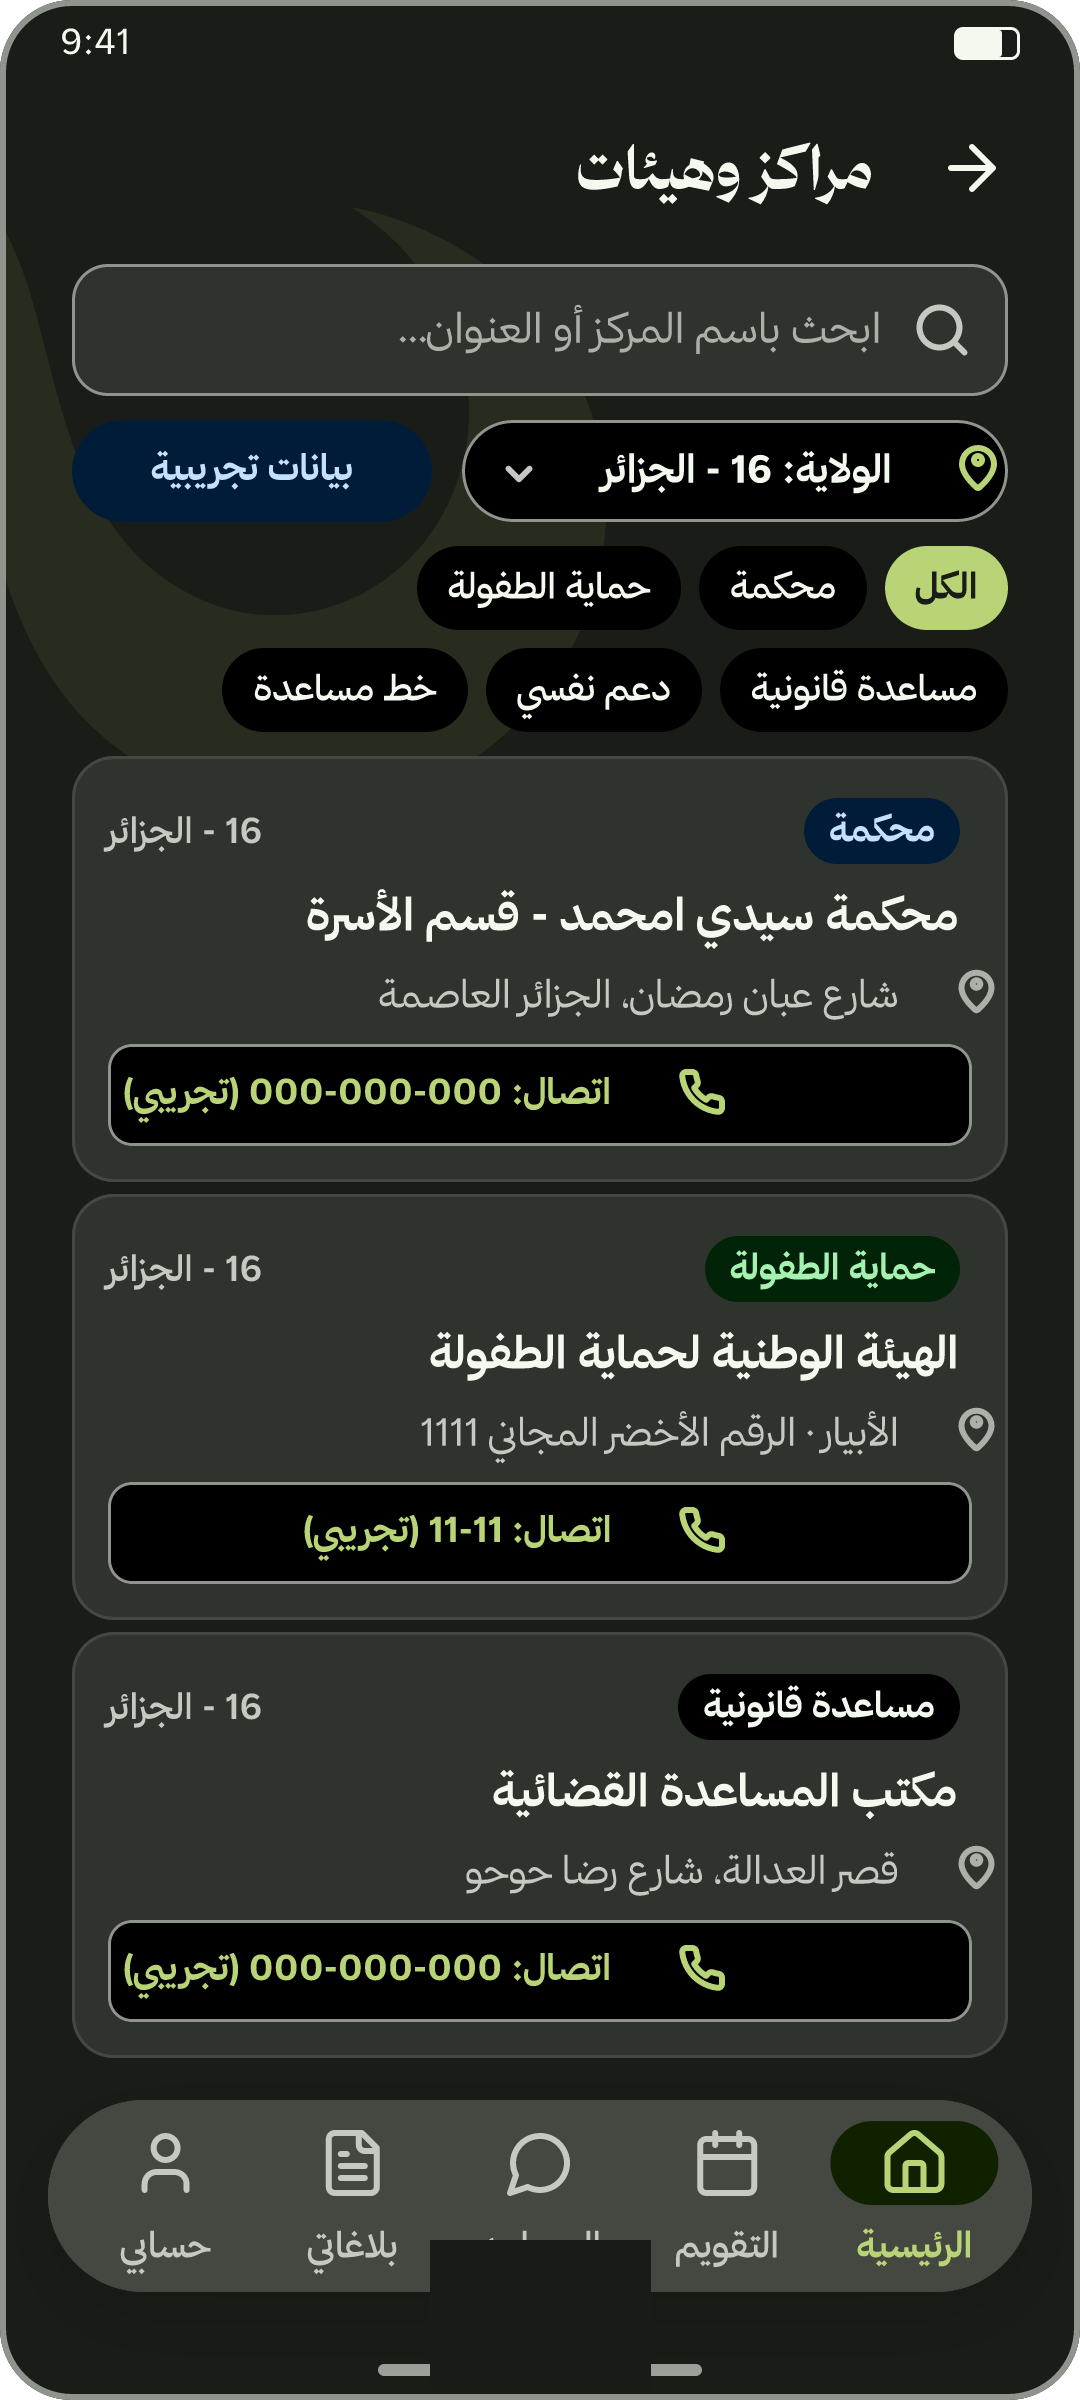 9:41
مراكز وهيئات
ابحث باسم المركز أو العنوان...
الولاية: 16 - الجزائر
بيانات تجريبية
الكل
محكمة
حماية الطفولة
مساعدة قانونية
دعم نفسي
خط مساعدة
محكمة
16 - الجزائر
محكمة سيدي امحمد - قسم الأسرة
شارع عبان رمضان، الجزائر العاصمة
اتصال: 000-000-000 (تجريبي)
حماية الطفولة
16 - الجزائر
الهيئة الوطنية لحماية الطفولة
الأبيار · الرقم الأخضر المجاني 1111
اتصال: 11-11 (تجريبي)
مساعدة قانونية
16 - الجزائر
مكتب المساعدة القضائية
قصر العدالة، شارع رضا حوحو
اتصال: 000-000-000 (تجريبي)
الرئيسية
التقويم
بلاغاتي
حسابي